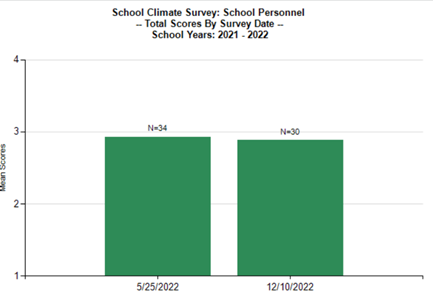 School Climate Survey: School Personnel
-- Total Scores By Survey Date --
School Years: 2021 - 2022
4
3
2
1
Mean Scores
N=34
N=30
5/25/2022
12/10/2022